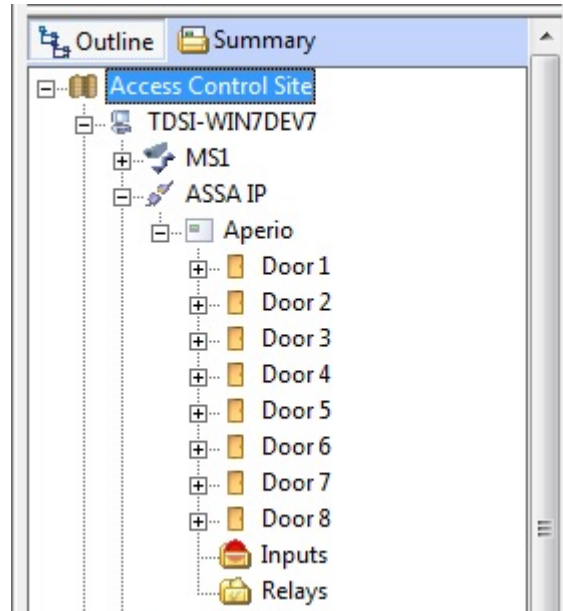 Outline Summary
Access Control Site
TDSI-WIN7DEV7
MS1
ASSA IP
Aperio
Door 1
Door 2
Door 3
Door 4
Door 5
Door 6
Door 7
Door 8
Inputs
Relays